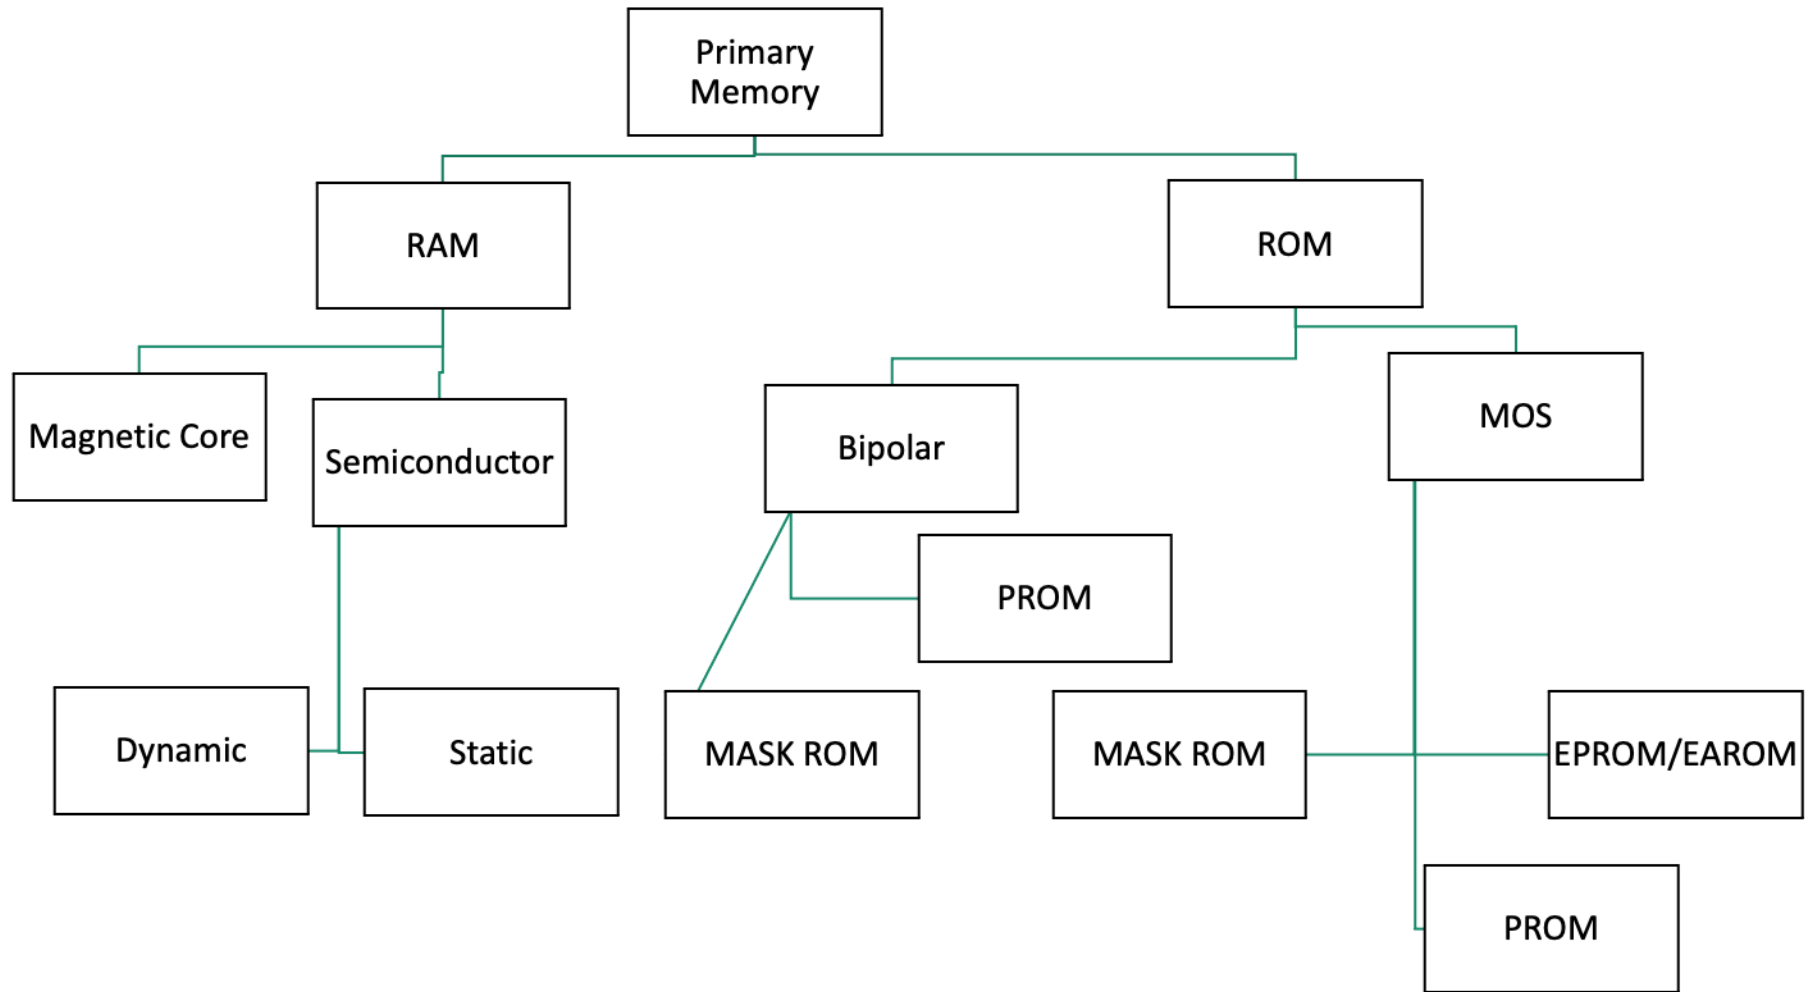 Primary
Memory
RAM
ROM
Magnetic Core
Semiconductor
Bipolar
MOS
PROM
Dynamic
Static
MASK ROM
MASK ROM
EPROM/EAROM
PROM